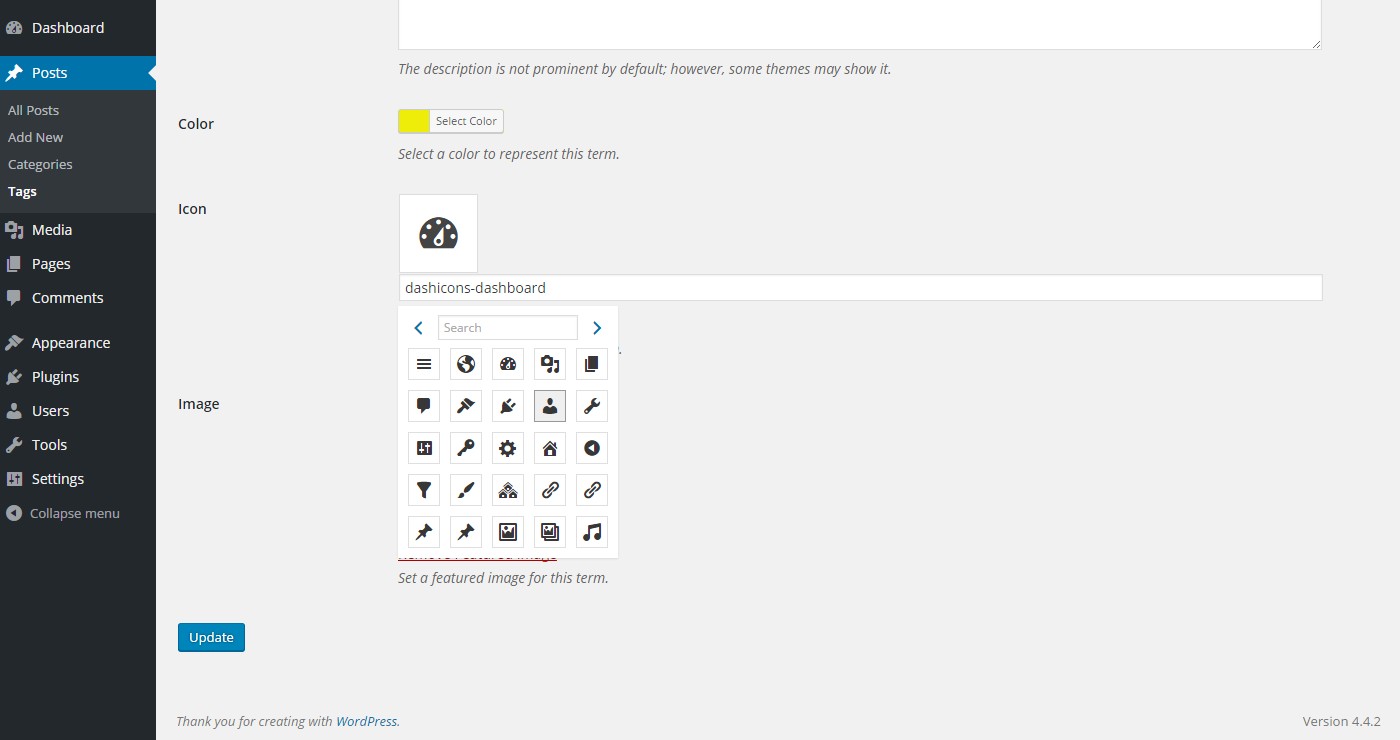 Dashboard
Posts
All Posts
Add New
Categories
Tags
Media
Pages
Comments
Appearance
Plugins
Users
Tools
Settings
Collapse menu
The description is not prominent by default; however, some themes may show it.
Color
Select Color
Select a color to represent this term.
Icon
dashicons-dashboard
Search
Image
Set a featured image for this term.
Update
Thank you for creating with WordPress.
Version 4.4.2